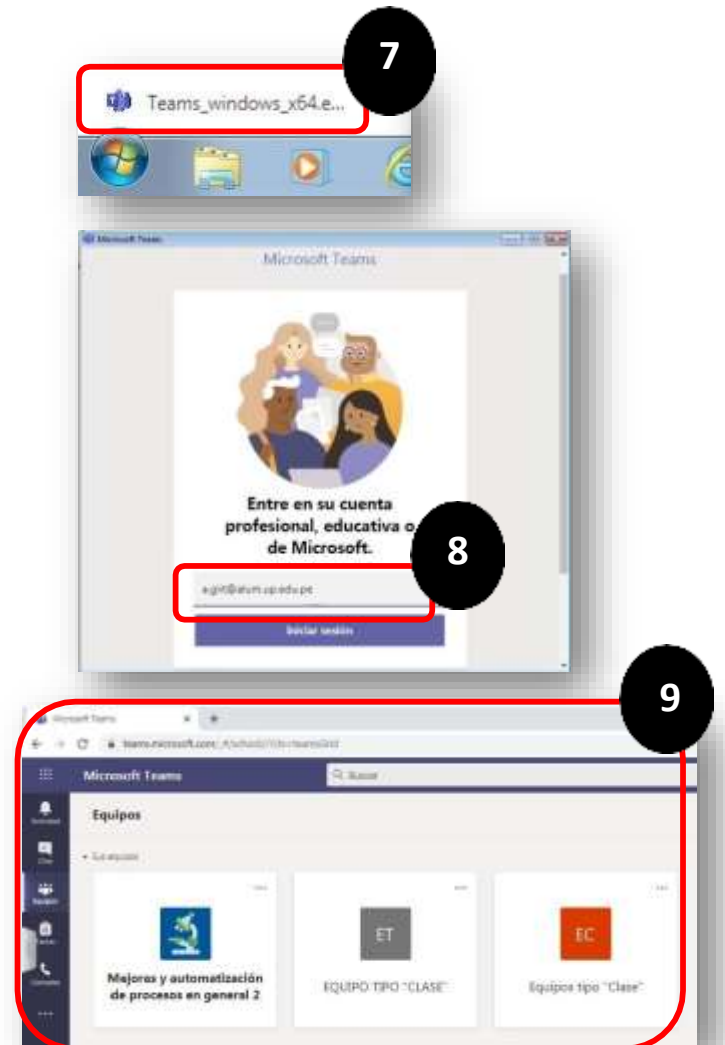 7
Teams_windows_x64.e...
Microsoft Teams
Microsoft Teams
Entre en su cuenta
profesional, educativa o
de Microsoft.
8
Iniciar sesión
9
Microsoft Teams
Microsoft Teams
Buscar
Equipos
Mejoras y automatización
de procesos en general 2
ET
EQUIPO TIPO "CLASE"
EC
Equipos tipo "Clase"
Chat